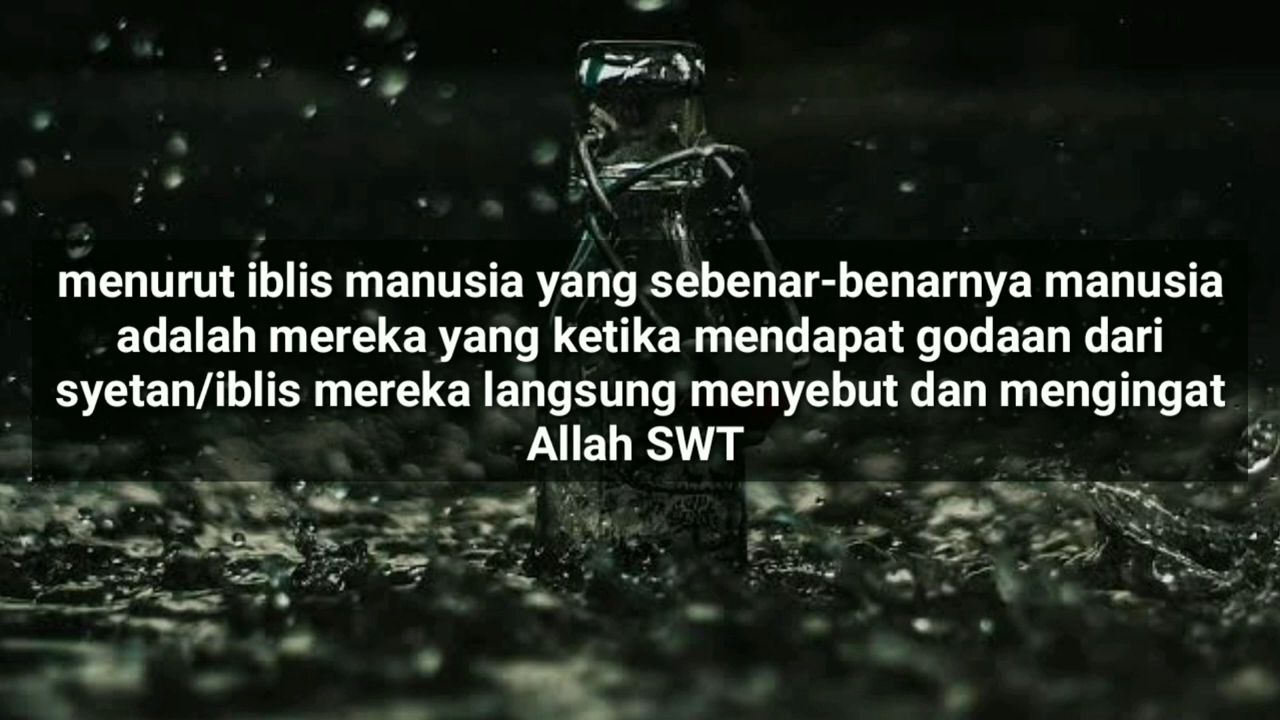 menurut iblis manusia yang sebenar-benarnya manusia
adalah mereka yang ketika mendapat godaan dari
syetan/iblis mereka langsung menyebut dan mengingat
Allah SWT